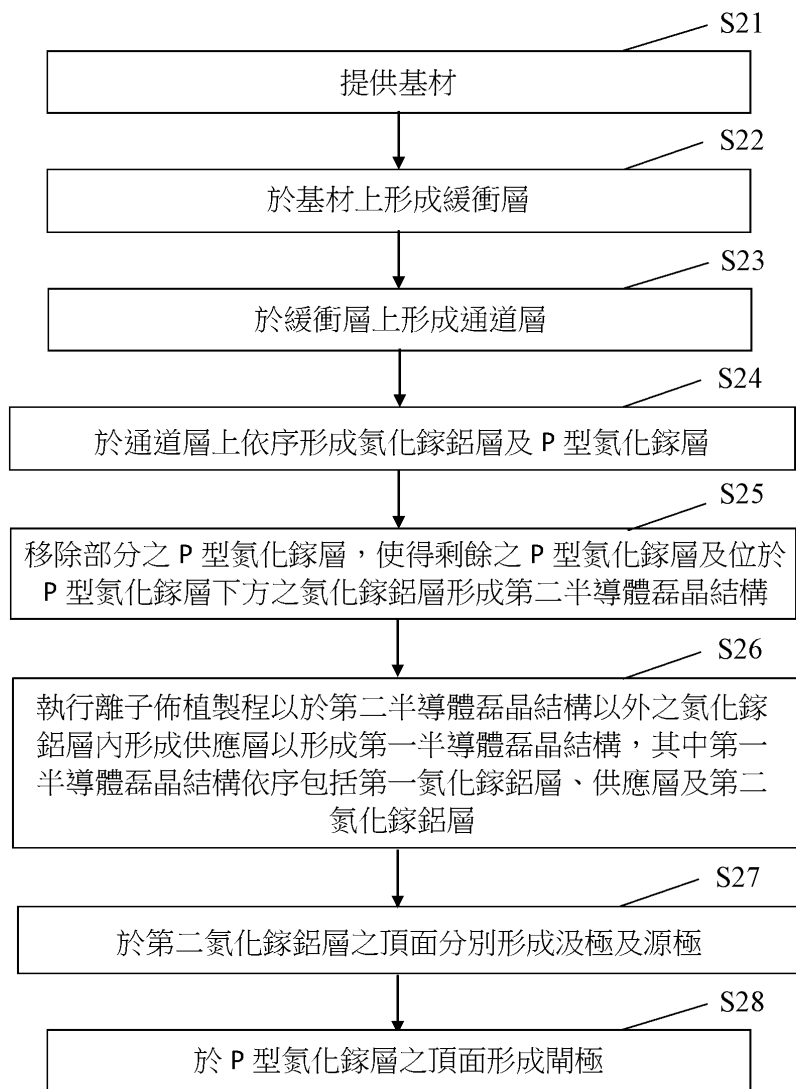 S21
提供基材
S22
於基材上形成緩衝層
S23
於緩衝層上形成通道層
S24
於通道層上依序形成氮化鎵鋁層及 P 型氮化鎵層
S25
移除部分之 P 型氮化鎵層，使得剩餘之 P 型氮化鎵層及位於
P 型氮化鎵層下方之氮化鎵鋁層形成第二半導體磊晶結構
S26
執行離子佈植製程以於第二半導體磊晶結構以外之氮化鎵
鋁層內形成供應層以形成第一半導體磊晶結構，其中第一
半導體磊晶結構依序包括第一氮化鎵鋁層、供應層及第二
氮化鎵鋁層
S27
於第二氮化鎵鋁層之頂面分別形成汲極及源極
S28
於 P 型氮化鎵層之頂面形成閘極